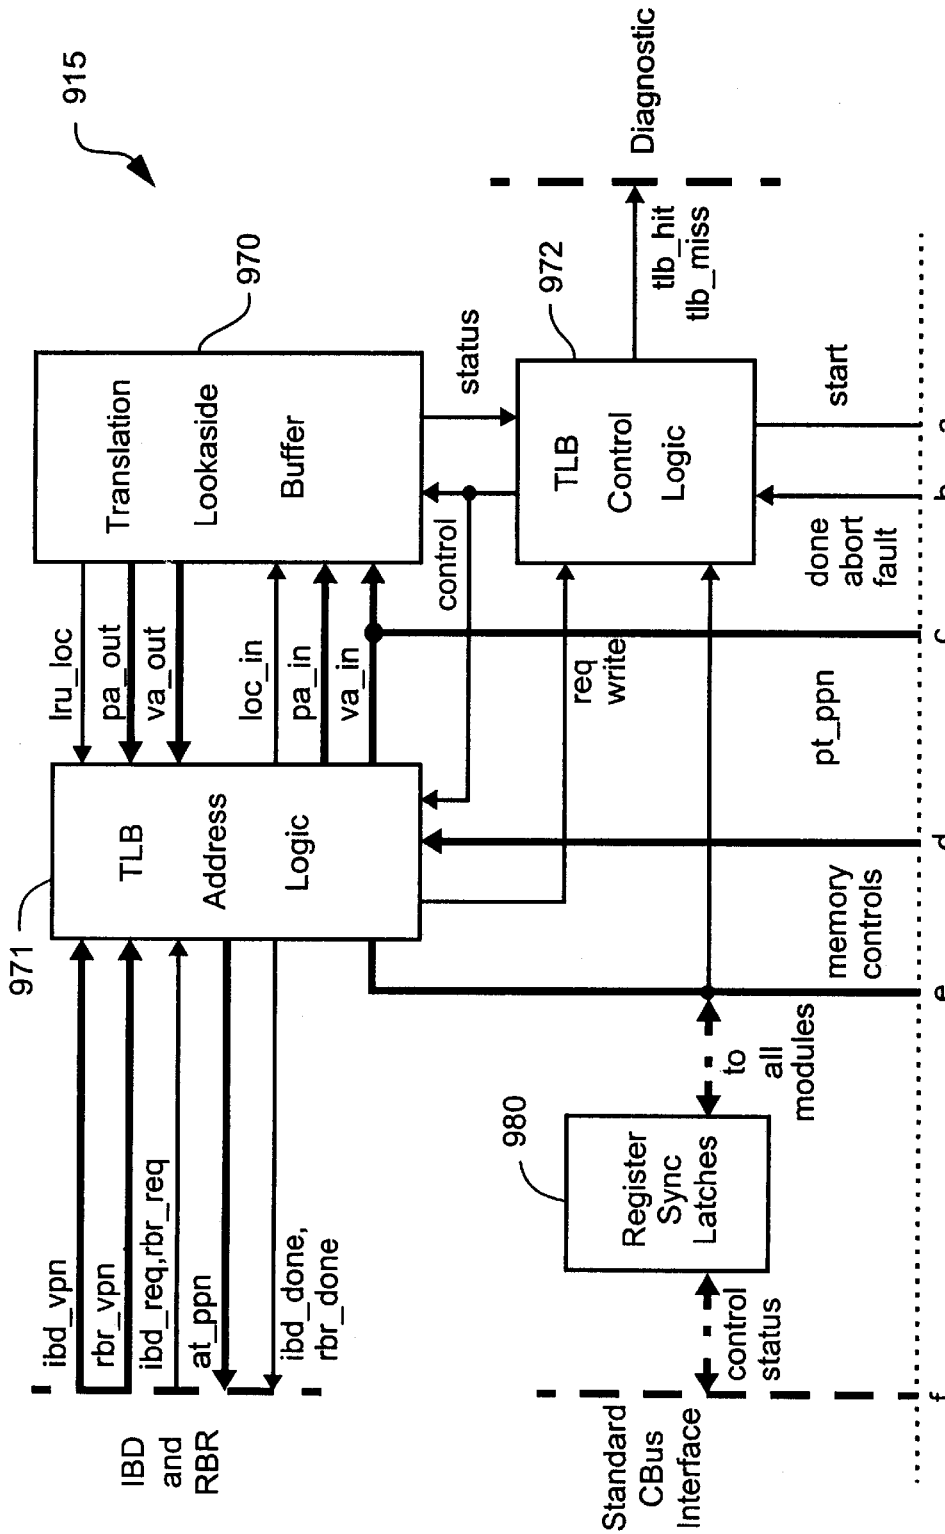 915
970
Translation
Lookaside
Buffer
971
TLB
Address
Logic
lru_loc
pa_out
va_out
loc_in
pa_in
va_in
ibd_vpn
rbr_vpn
ibd_req,rbr_req
at_ppn
ibd_done,
rbr_done
IBD
and
RBR
status
control
972
TLB
Control
Logic
tlb_hit
tlb_miss
Diagnostic
req
write
980
Register
Sync
Latches
to
all
modules
control
status
Standard
CBus
Interface
start
done
abort
fault
pt_ppn
memory
controls
a
b
c
d
e
f